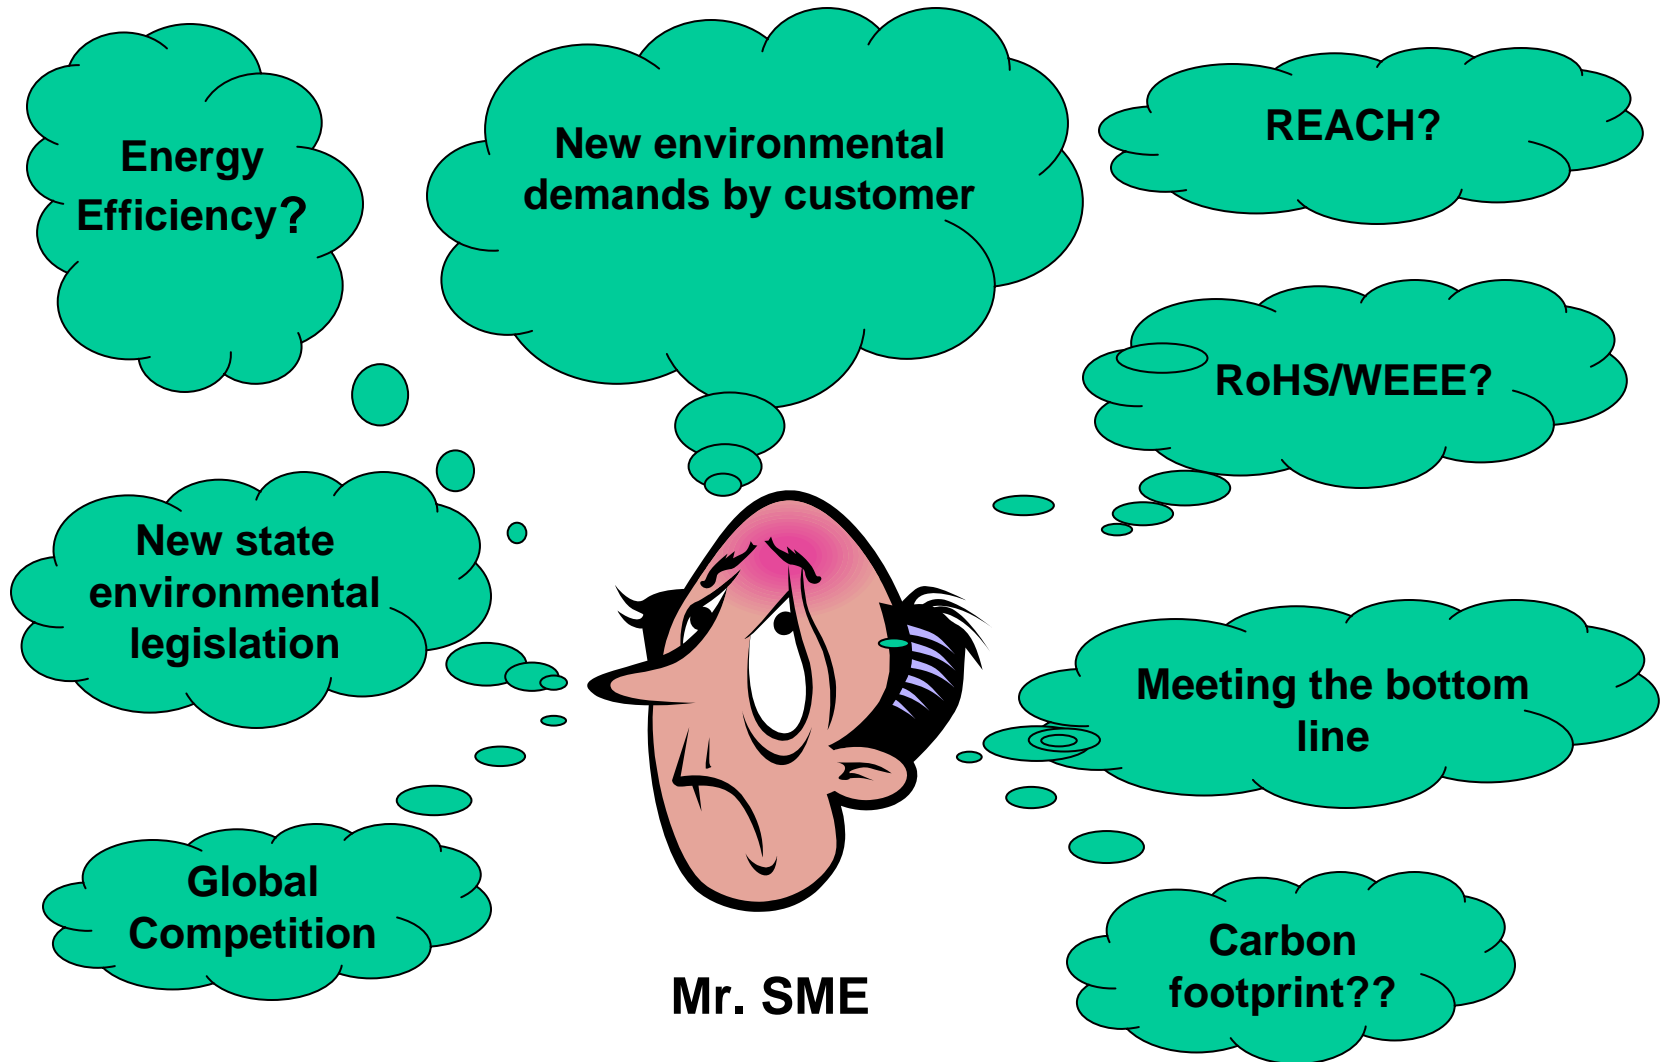 Energy
Efficiency?
New environmental
demands by customer
REACH?
RoHS/WEEE?
New state
environmental
legislation
Meeting the bottom
line
Global
Competition
Carbon
footprint??
Mr. SME